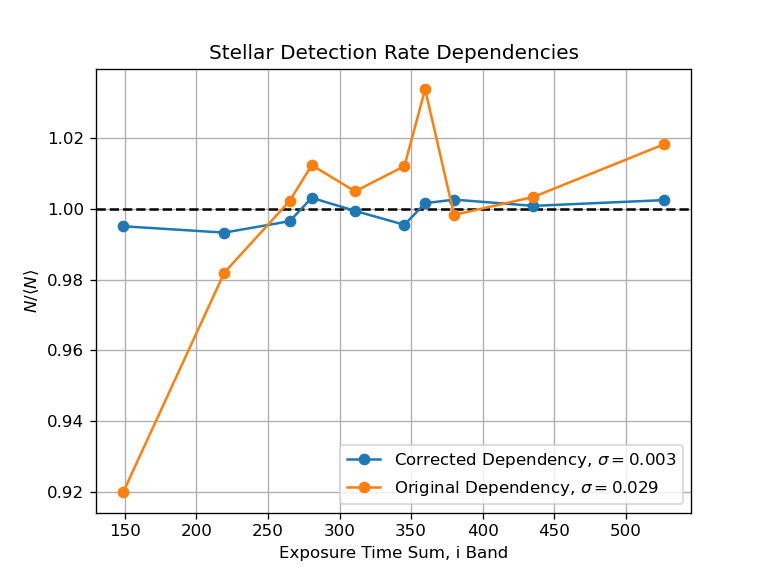 Stellar Detection Rate Dependencies
N/⟨N⟩
1.02
1.00
0.98
0.96
0.94
0.92
Corrected Dependency, σ = 0.003
Original Dependency, σ = 0.029
150 200 250 300 350 400 450 500
Exposure Time Sum, i Band